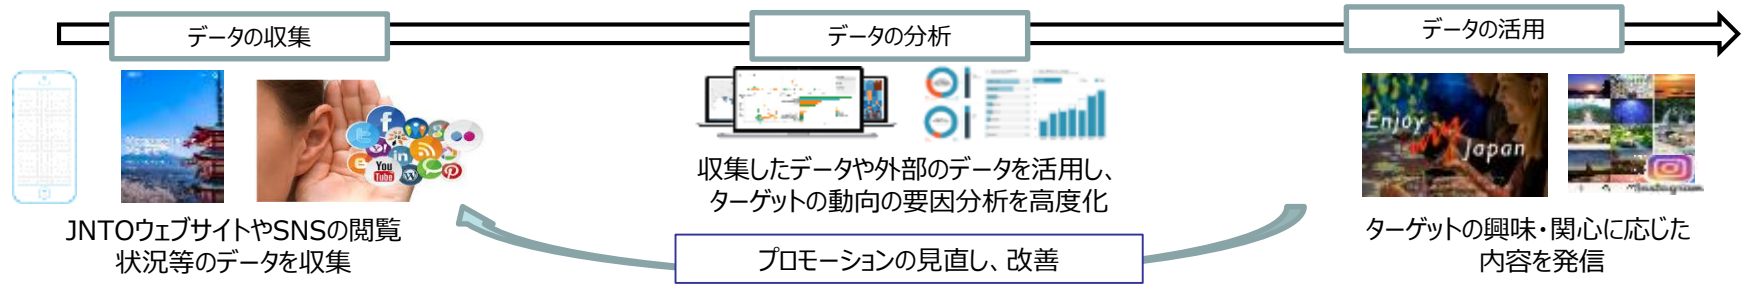 データの収集
データの分析
データの活用
You
Tube
in
Enjoy
Japan
Instagram
収集したデータや外部のデータを活用し、
ターゲットの動向の要因分析を高度化
JNTOウェブサイトやSNSの閲覧
状況等のデータを収集
ターゲットの興味・関心に応じた
内容を発信
プロモーションの見直し、改善